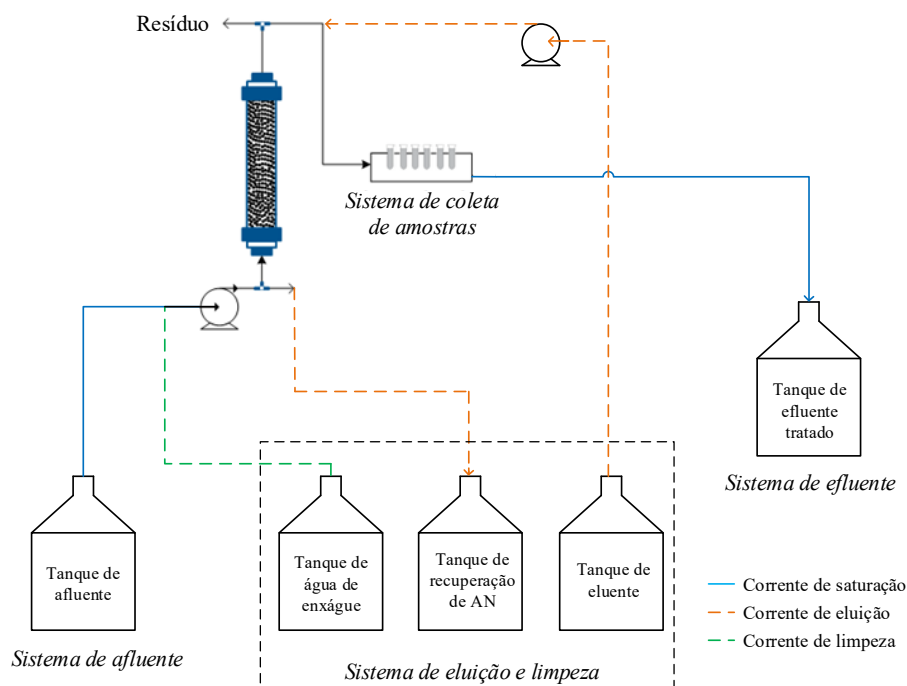 Resíduo
Sistema de coleta
de amostras
Tanque de
efluente
tratado
Sistema de efluente
Tanque de
afluente
Sistema de afluente
Tanque de
água de
enxágue
Tanque de
recuperação
de AN
Tanque de
eluente
Sistema de eluição e limpeza
Corrente de saturação
Corrente de eluição
Corrente de limpeza